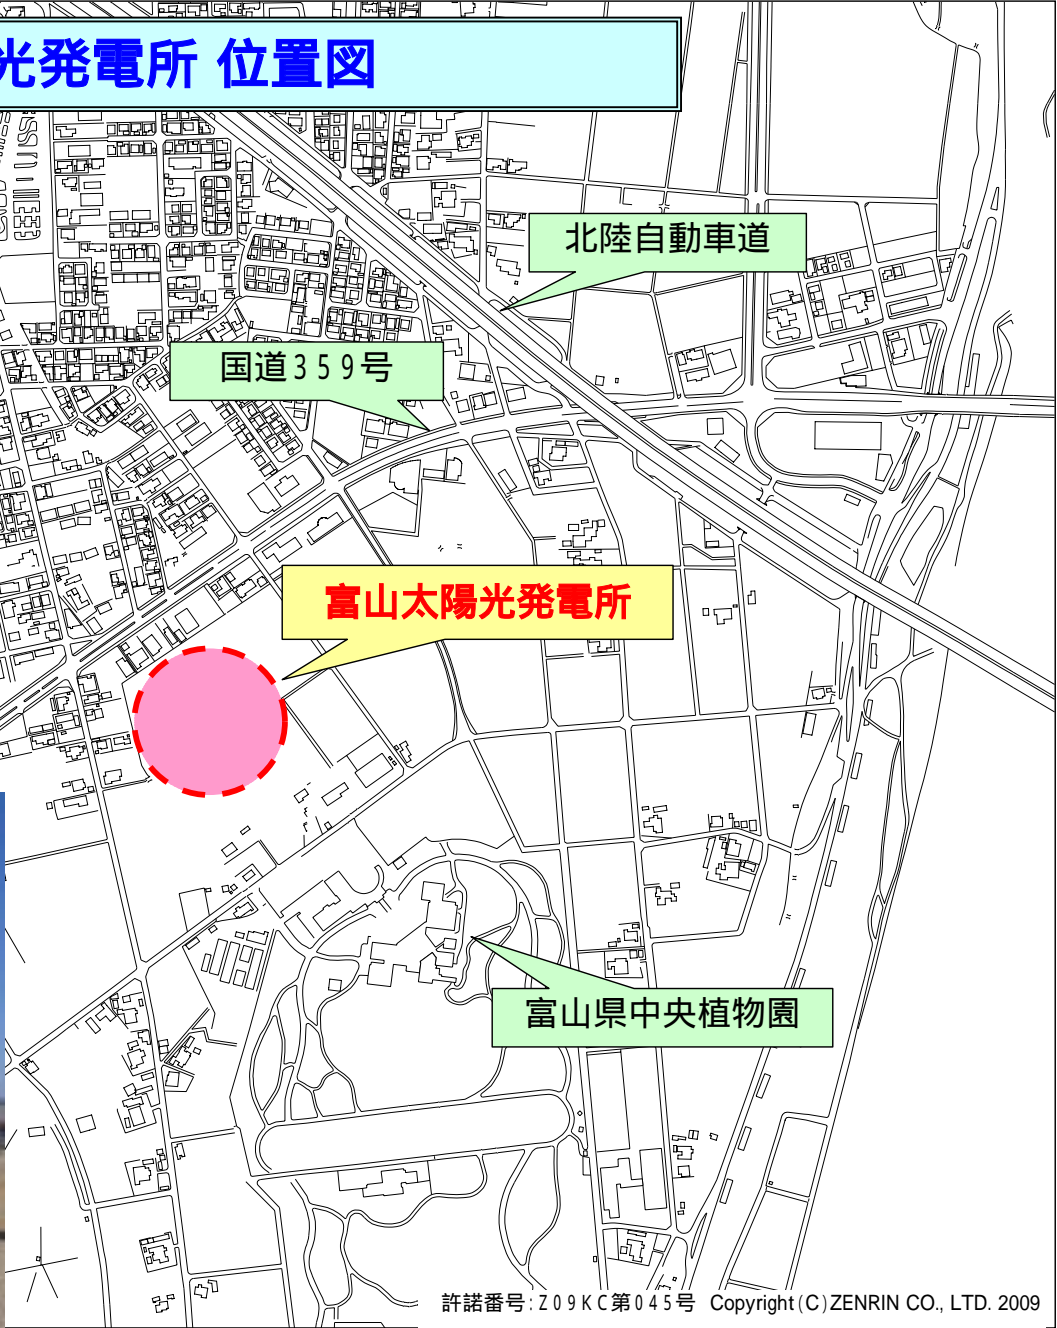 光発電所 位置図
北陸自動車道
国道359号
富山太陽光発電所
富山県中央植物園
許諾番号:Z09KC第045号 Copyright(C)ZENRIN CO., LTD. 2009